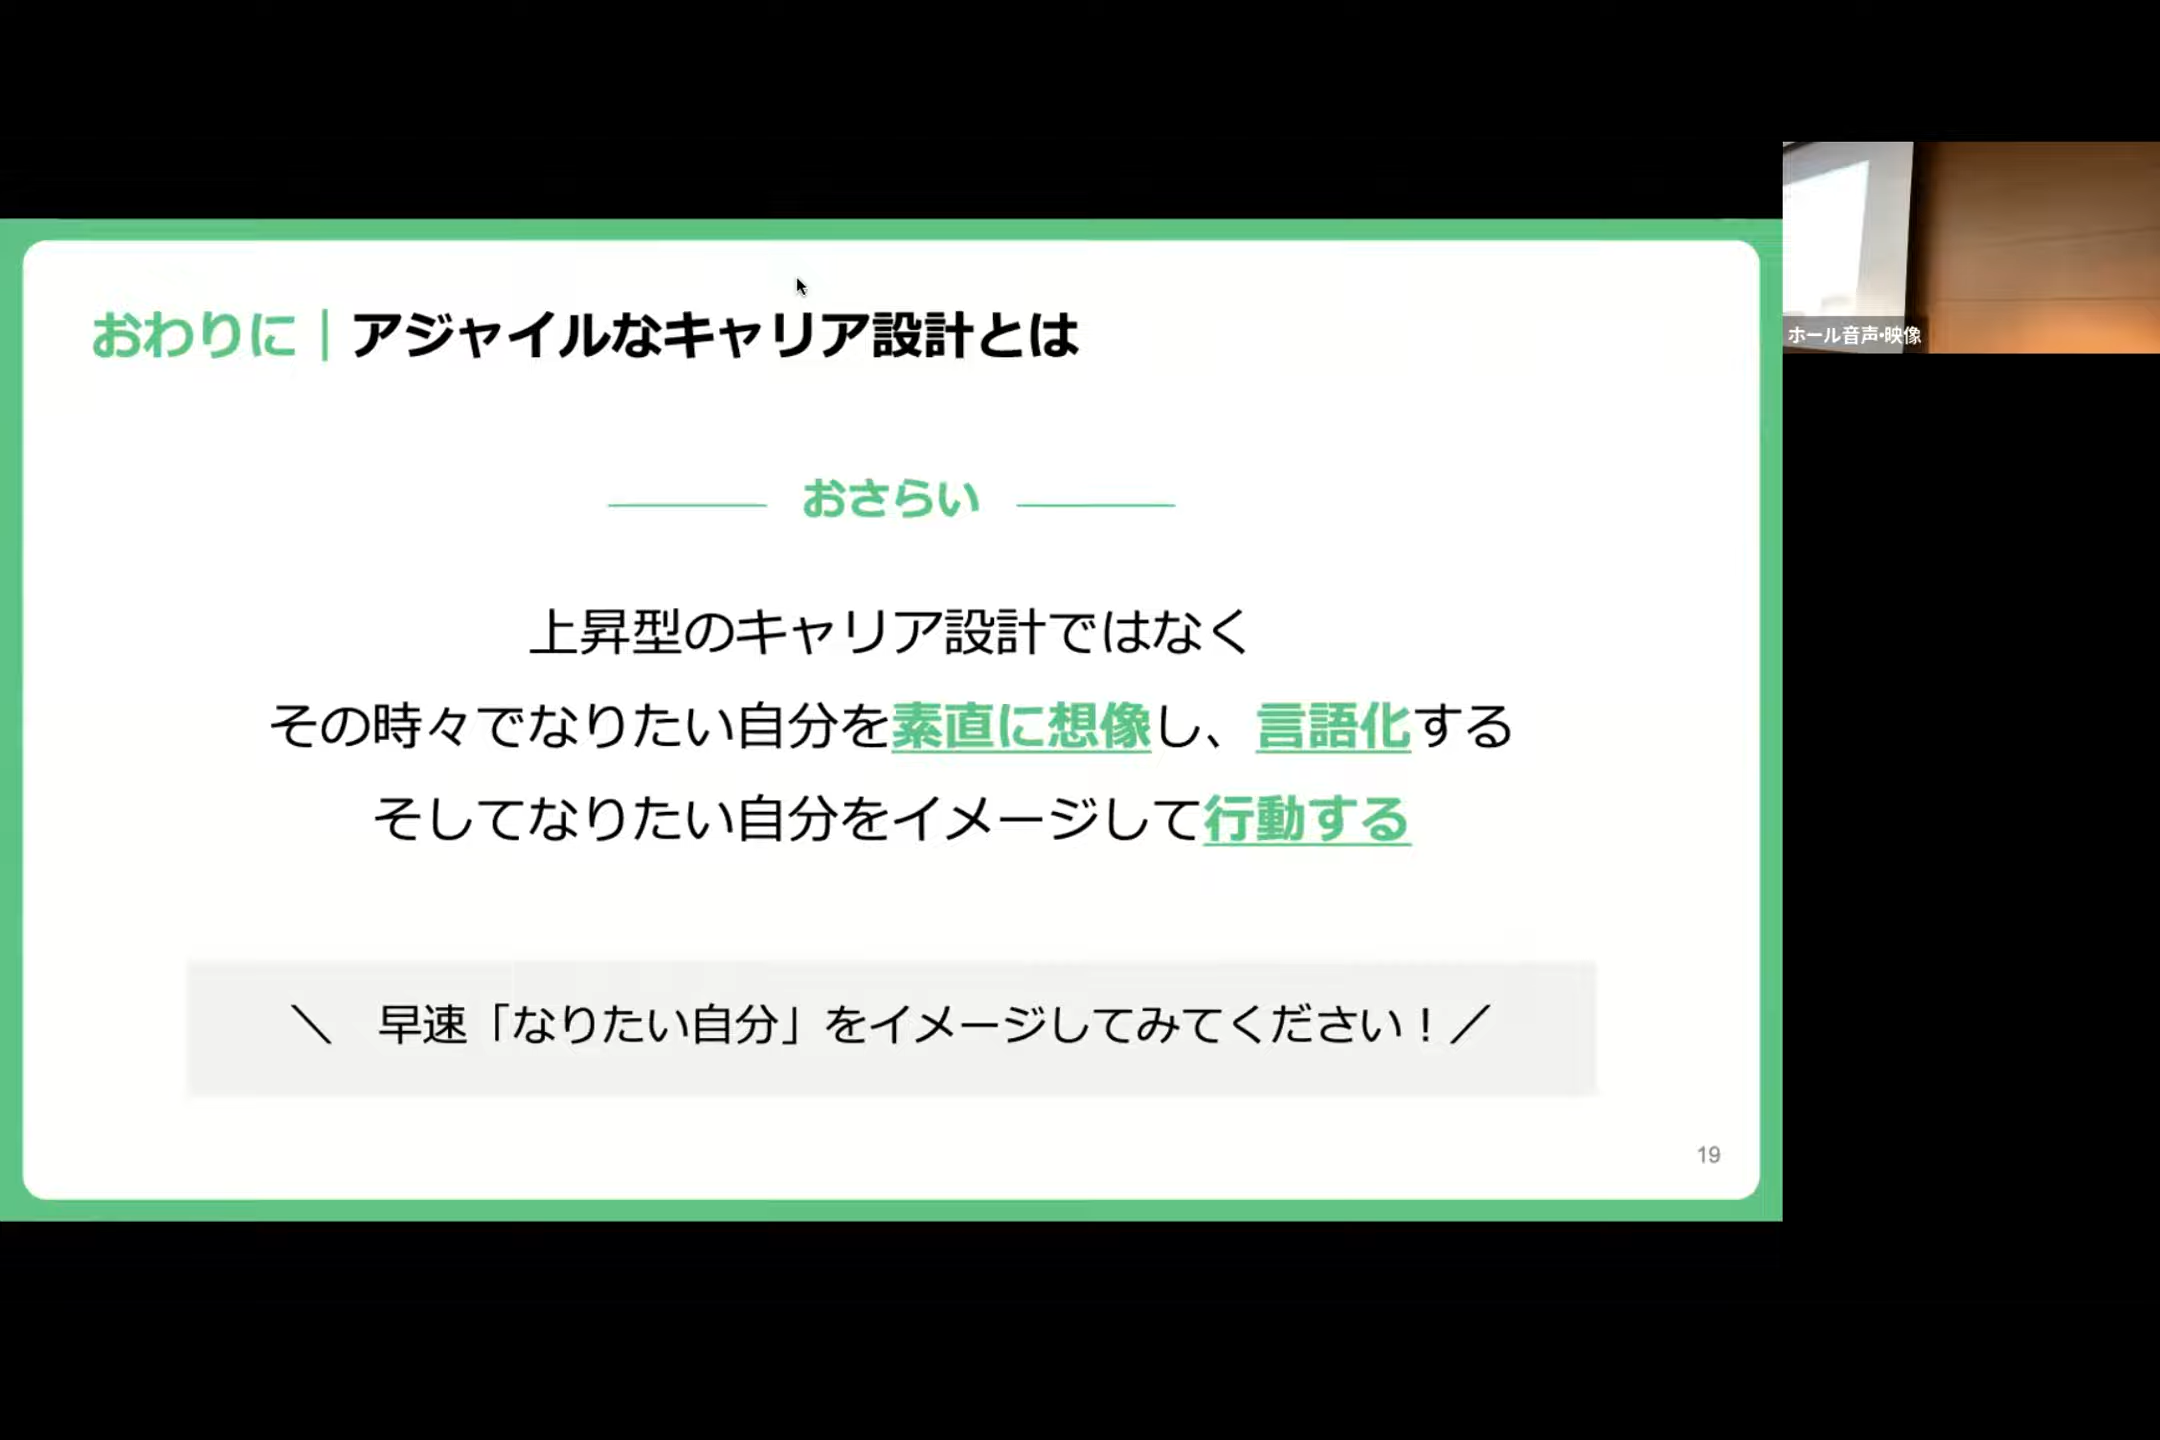 おわりに｜アジャイルなキャリア設計とは
おさらい
上昇型のキャリア設計ではなく
その時々でなりたい自分を素直に想像し、言語化する
そしてなりたい自分をイメージして行動する
＼　早速「なりたい自分」をイメージしてみてください！／
19
ホール音声・映像